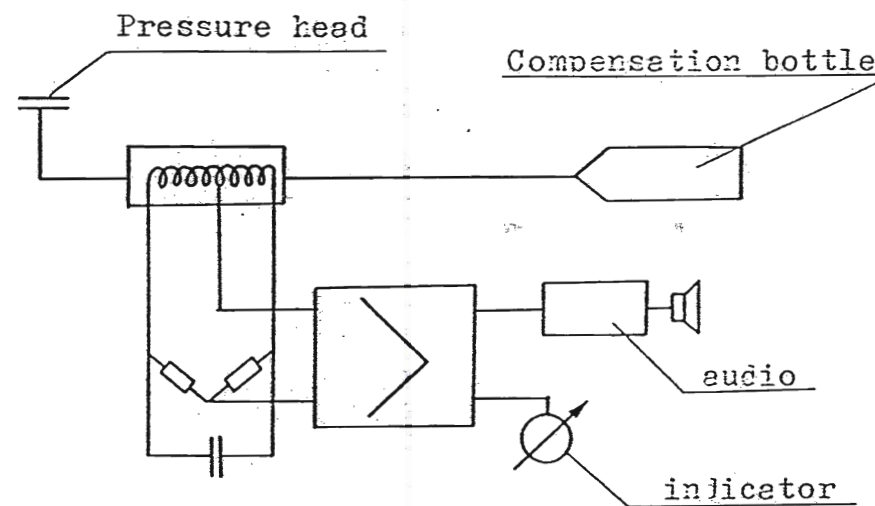 Pressure head
Compensation bottle
audio
indicator